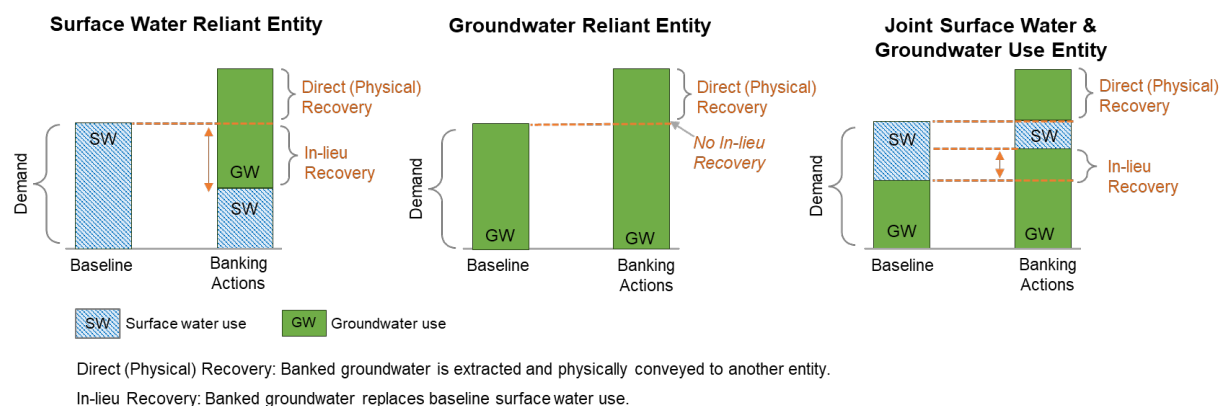 Surface Water Reliant Entity
Direct (Physical)
Recovery
In-lieu
Recovery
Demand
SW
GW
SW
Baseline
Banking
Actions
Groundwater Reliant Entity
Direct (Physical)
Recovery
No In-lieu
Recovery
Demand
GW
GW
Baseline
Banking
Actions
Joint Surface Water &
Groundwater Use Entity
Direct (Physical)
Recovery
In-lieu
Recovery
Demand
SW
SW
GW
GW
Baseline
Banking
Actions
SW Surface water use
GW Groundwater use
Direct (Physical) Recovery: Banked groundwater is extracted and physically conveyed to another entity.
In-lieu Recovery: Banked groundwater replaces baseline surface water use.